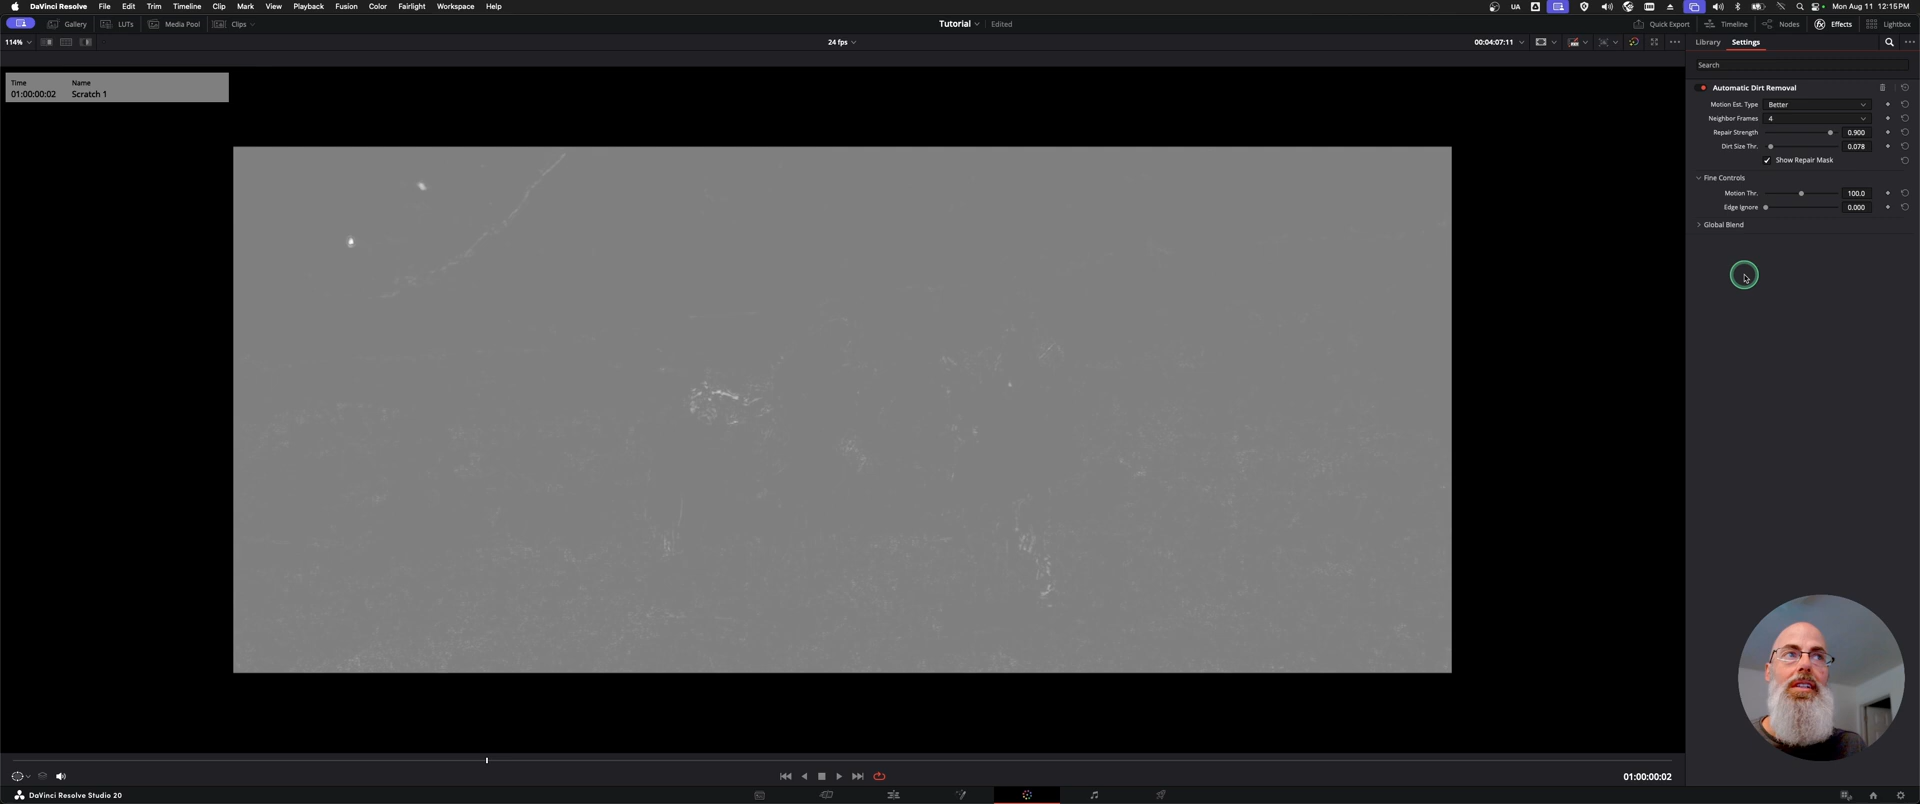 DaVinci Resolve File Edit Trim Timeline Clip Mark View Playback Fusion Color Fairlight Workspace Help
UA Mon Aug 11 12:15 PM
Gallery LUTs Media Pool Clips Tutorial Edited Quick Export Timeline Nodes Effects Lightbox
114% 24 fps 00:04:07:11 Library Settings
Search
Time Name
01:00:00:02 Scratch 1
Automatic Dirt Removal
Motion Est. Type Better
Neighbor Frames 4
Repair Strength 0.900
Dirt Size Thr. 0.078
Show Repair Mask
Fine Controls
Motion Thr. 100.0
Edge Ignore 0.000
Global Blend
01:00:00:02
DaVinci Resolve Studio 20